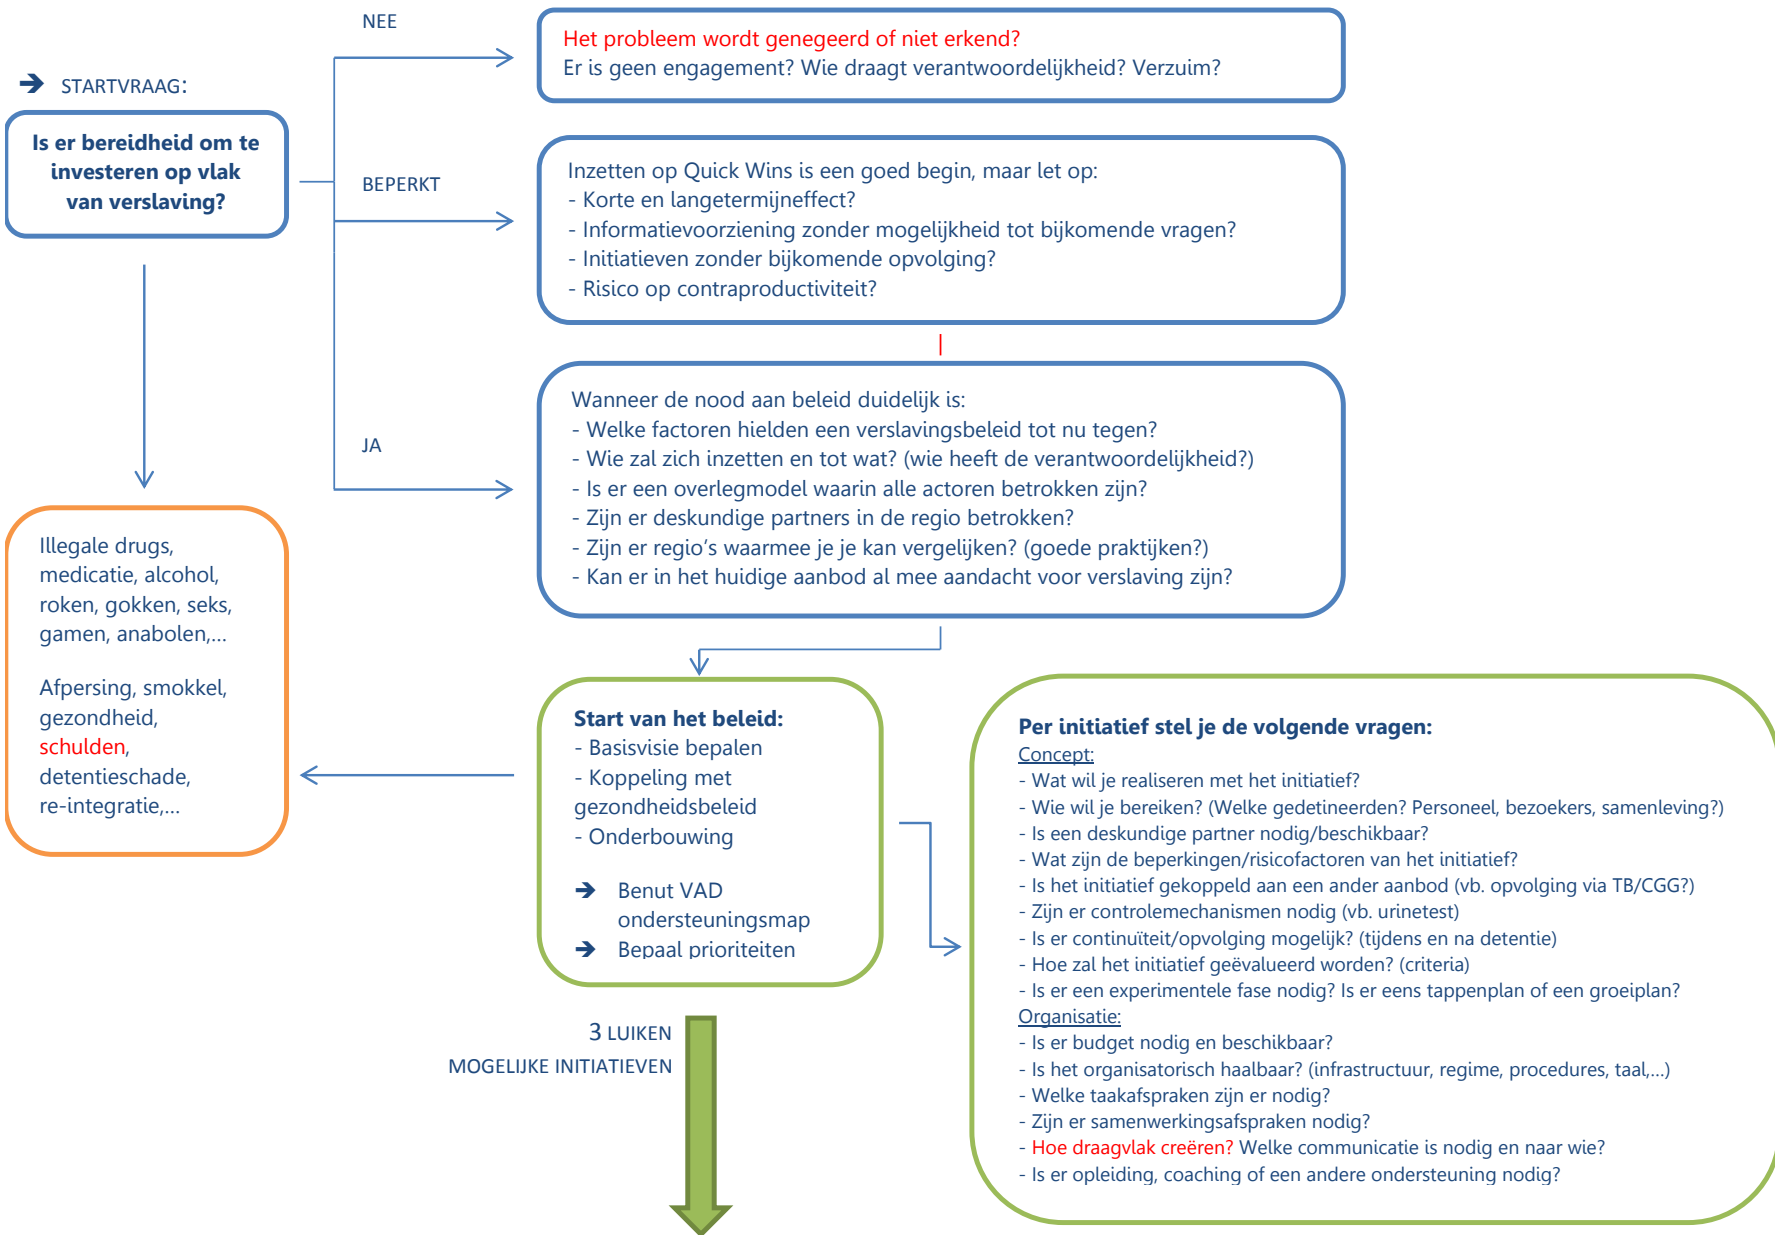 ➔ STARTVRAAG:
Is er bereidheid om te
investeren op vlak
van verslaving?
NEE
Het probleem wordt genegeerd of niet erkend?
Er is geen engagement? Wie draagt verantwoordelijkheid? Verzuim?
BEPERKT
Inzetten op Quick Wins is een goed begin, maar let op:
- Korte en langetermijneffect?
- Informatievoorziening zonder mogelijkheid tot bijkomende vragen?
- Initiatieven zonder bijkomende opvolging?
- Risico op contraproductiviteit?
JA
Wanneer de nood aan beleid duidelijk is:
- Welke factoren hielden een verslavingsbeleid tot nu tegen?
- Wie zal zich inzetten en tot wat? (wie heeft de verantwoordelijkheid?)
- Is er een overlegmodel waarin alle actoren betrokken zijn?
- Zijn er deskundige partners in de regio betrokken?
- Zijn er regio's waarmee je je kan vergelijken? (goede praktijken?)
- Kan er in het huidige aanbod al mee aandacht voor verslaving zijn?
Illegale drugs,
medicatie, alcohol,
roken, gokken, seks,
gamen, anabolen,...
Afpersing, smokkel,
gezondheid,
schulden,
detentieschade,
re-integratie,...
Start van het beleid:
- Basisvisie bepalen
- Koppeling met
gezondheidsbeleid
- Onderbouwing
➔ Benut VAD
ondersteuningsmap
➔ Bepaal prioriteiten
Per initiatief stel je de volgende vragen:
Concept:
- Wat wil je realiseren met het initiatief?
- Wie wil je bereiken? (Welke gedetineerden? Personeel, bezoekers, samenleving?)
- Is een deskundige partner nodig/beschikbaar?
- Wat zijn de beperkingen/risicofactoren van het initiatief?
- Is het initiatief gekoppeld aan een ander aanbod (vb. opvolging via TB/CGG?)
- Zijn er controlemechanismen nodig (vb. urinetest)
- Is er continuïteit/opvolging mogelijk? (tijdens en na detentie)
- Hoe zal het initiatief geëvalueerd worden? (criteria)
- Is er een experimentele fase nodig? Is er eens tappenplan of een groeiplan?
Organisatie:
- Is er budget nodig en beschikbaar?
- Is het organisatorisch haalbaar? (infrastructuur, regime, procedures, taal,...)
- Welke taakafspraken zijn er nodig?
- Zijn er samenwerkingsafspraken nodig?
- Hoe draagvlak creëren? Welke communicatie is nodig en naar wie?
- Is er opleiding, coaching of een andere ondersteuning nodig?
3 LUIKEN
MOGELIJKE INITIATIEVEN